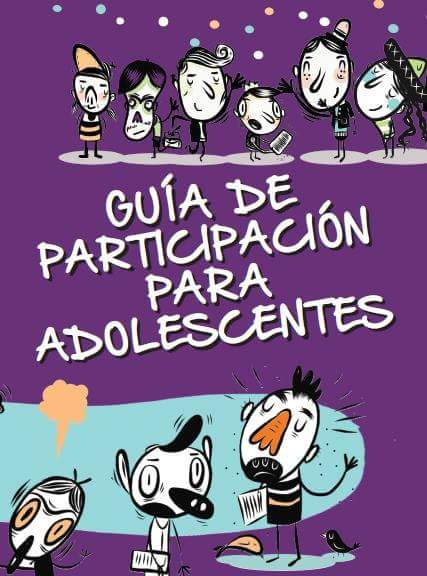 GUÍA DE
PARTICIPACIÓN
PARA
ADOLESCENTES